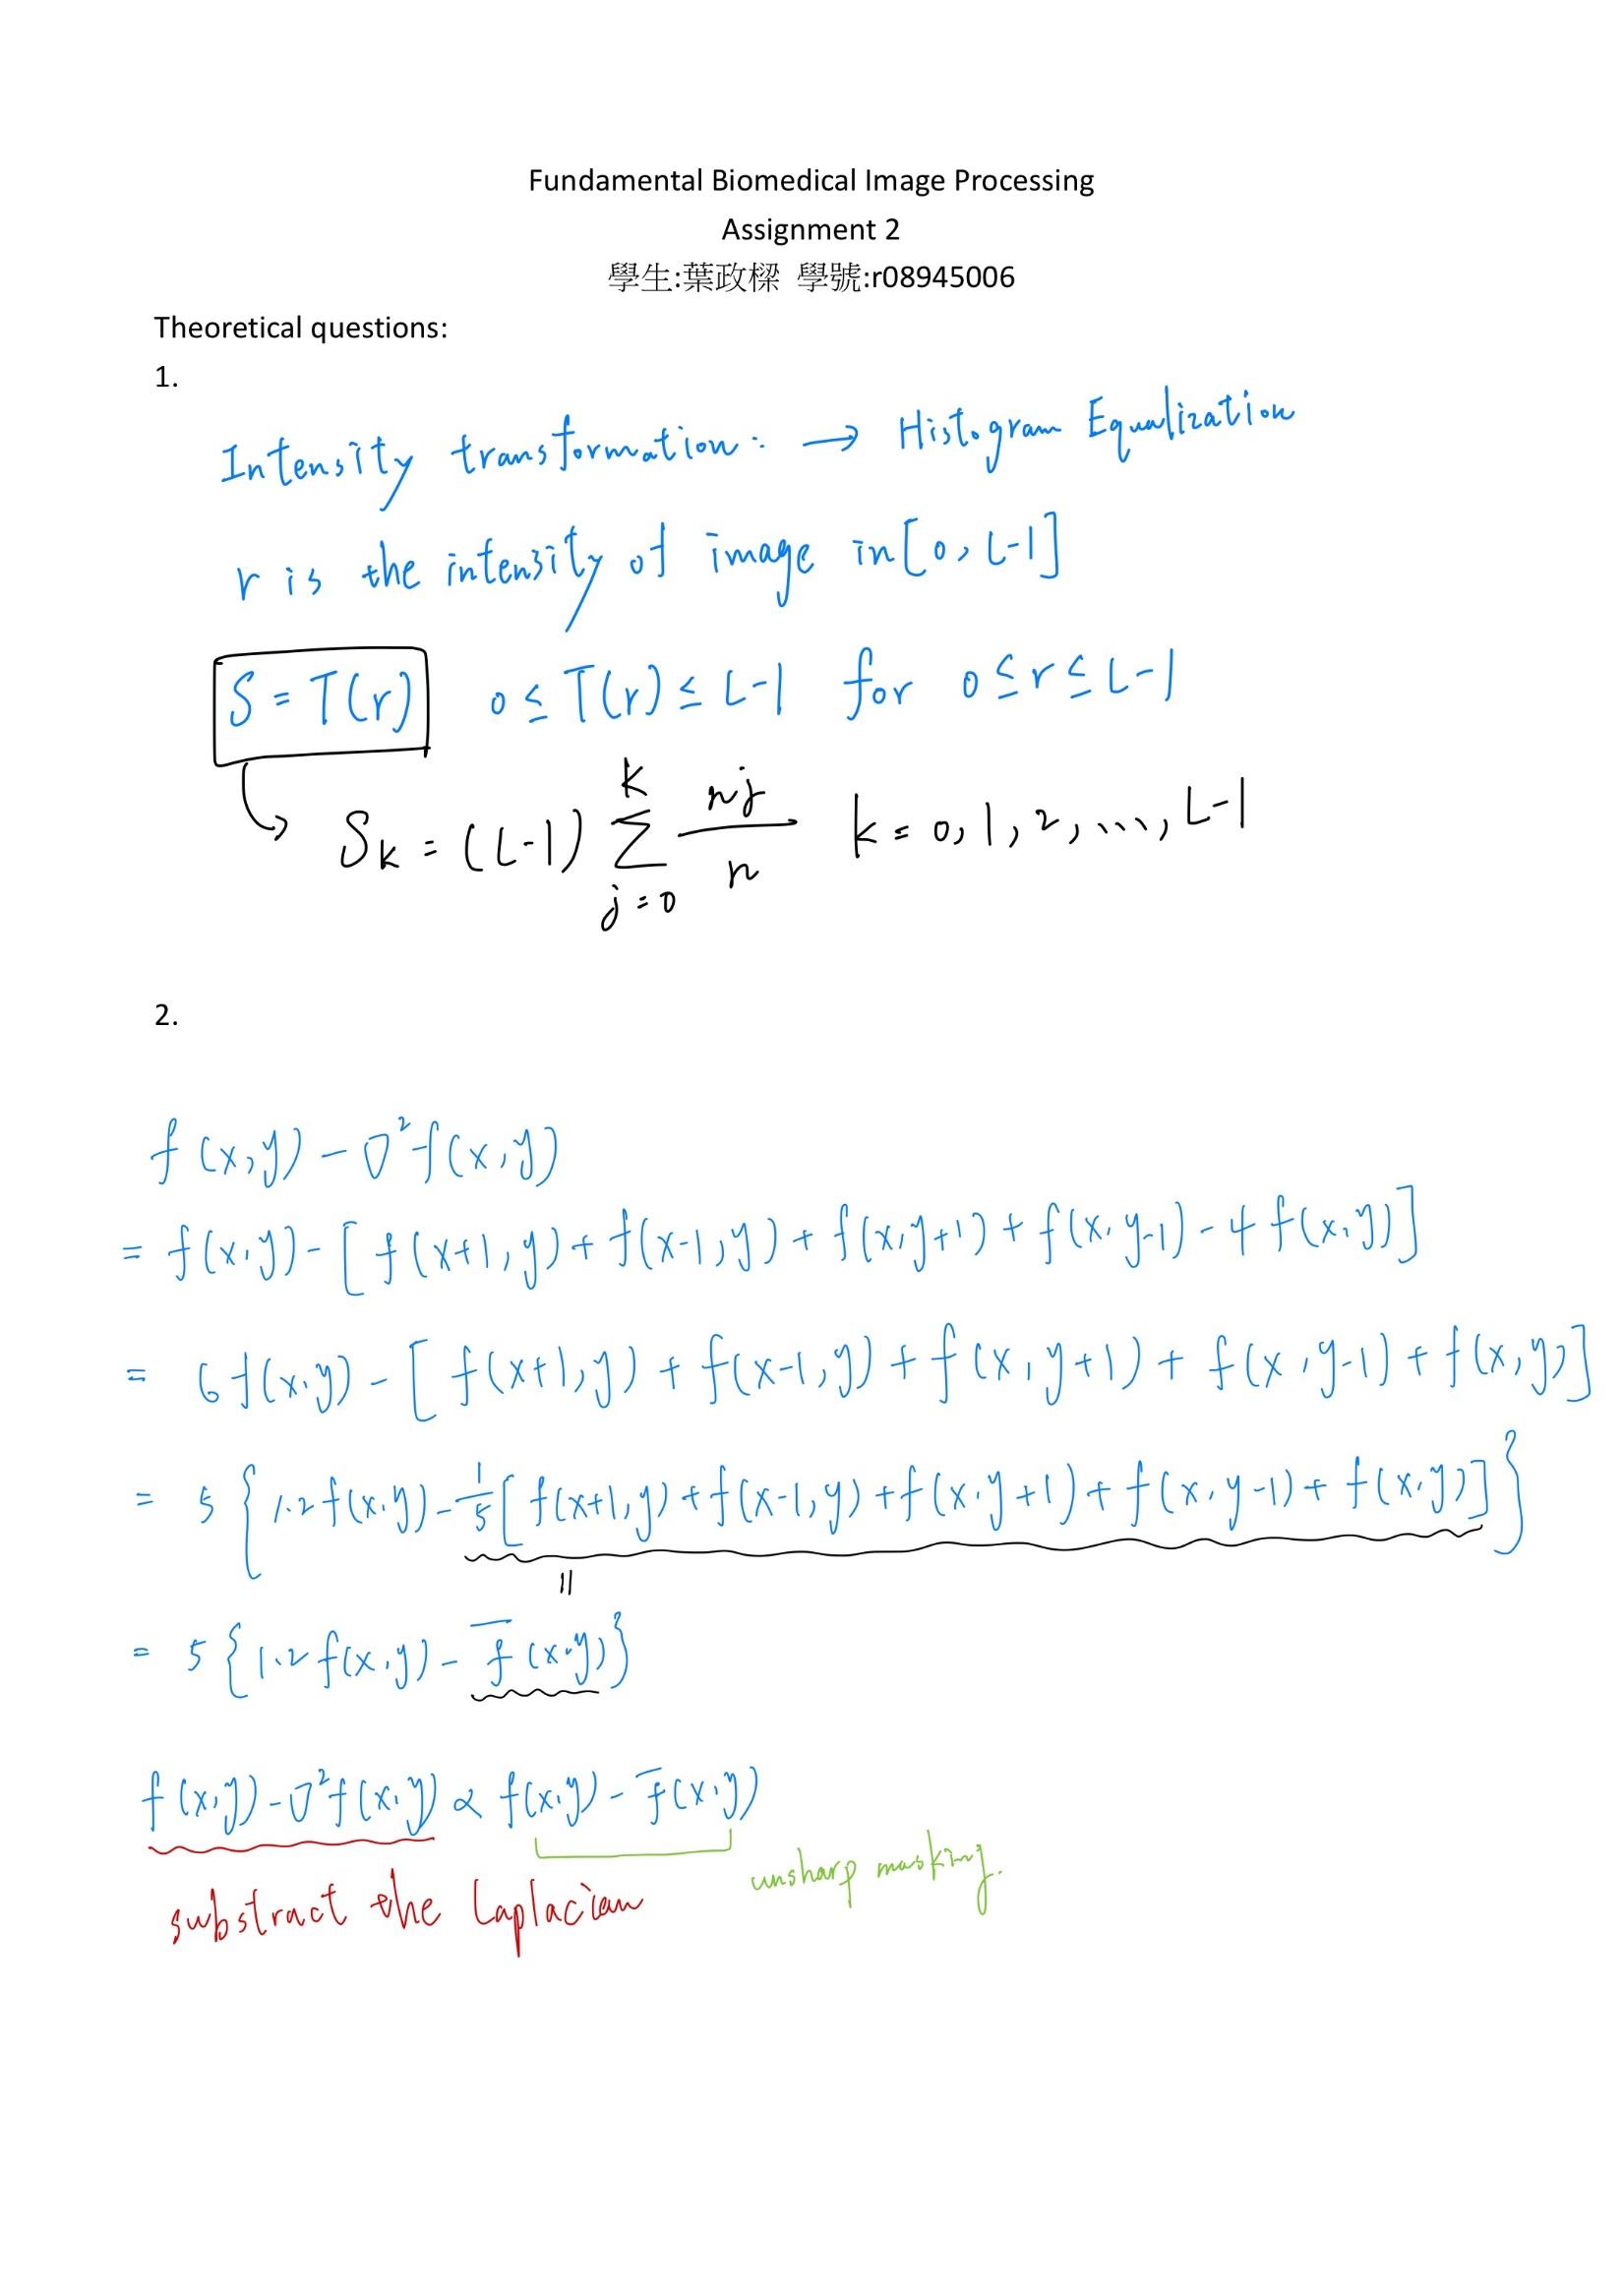 Fundamental Biomedical Image Processing
Assignment 2
學生:葉政樑 學號:r08945006
Theoretical questions:
1.
Intensity transformation: → Histogram Equalization
r is the intensity of image in [0, L-1]
S = T(r) 0 ≤ T(r) ≤ L-1 for 0 ≤ r ≤ L-1
S_k = (L-1) ∑_{j=0}^{k} n_j / n k = 0, 1, 2, ..., L-1
2.
f(x,y) - ∇²f(x,y)
= f(x,y) - [f(x+1,y) + f(x-1,y) + f(x,y+1) + f(x,y-1) - 4f(x,y)]
= 6f(x,y) - [f(x+1,y) + f(x-1,y) + f(x,y+1) + f(x,y-1) + f(x,y)]
= 5{1.2f(x,y) - 1/5[f(x+1,y) + f(x-1,y) + f(x,y+1) + f(x,y-1) + f(x,y)]}
=
= 5{1.2f(x,y) - f̅(x,y)}
f(x,y) - ∇²f(x,y) ∝ f(x,y) - f̅(x,y)
unsharp masking.
substract the Laplacian